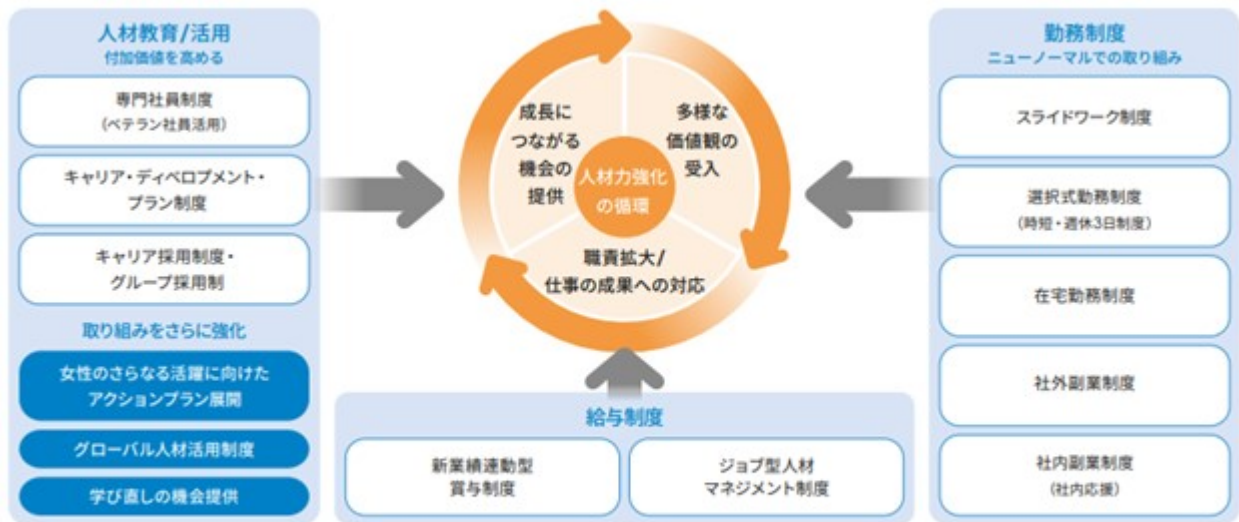 人材教育/活用
付加価値を高める
専門社員制度
(ベテラン社員活用)
キャリア・ディベロプメント・
プラン制度
キャリア採用制度・
グループ採用制
取り組みをさらに強化
女性のさらなる活躍に向けた
アクションプラン展開
グローバル人材活用制度
学び直しの機会提供
成長に
つながる
機会の
提供
多様な
価値観の
受入
人材力強化
の循環
職責拡大/
仕事の成果への対応
給与制度
新業績連動型
賞与制度
ジョブ型人材
マネジメント制度
勤務制度
ニューノーマルでの取り組み
スライドワーク制度
選択式勤務制度
(時短・週休3日制度)
在宅勤務制度
社外副業制度
社内副業制度
(社内応援)